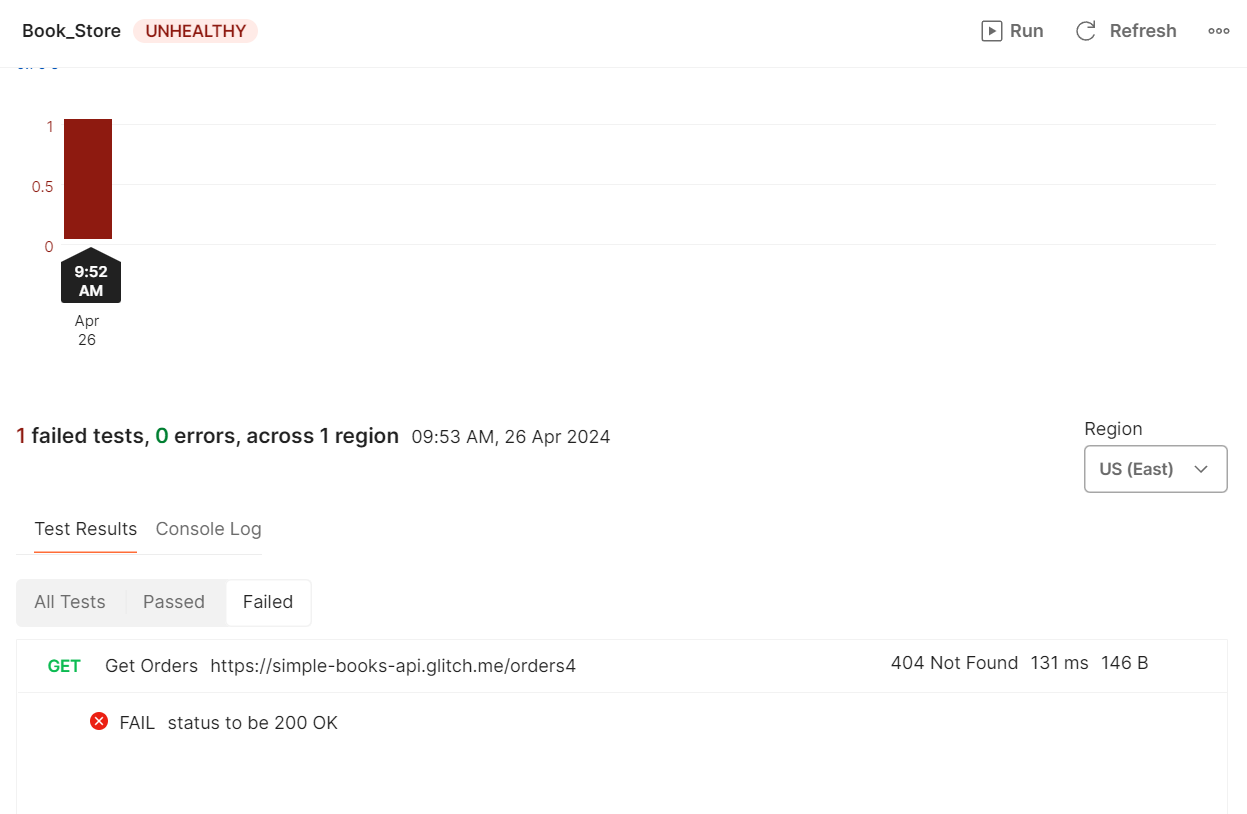 Book_Store UNHEALTHY Run Refresh
1
0.5
0
9:52
AM
Apr
26
1 failed tests, 0 errors, across 1 region 09:53 AM, 26 Apr 2024
Region
US (East)
Test Results Console Log
All Tests Passed Failed
GET Get Orders https://simple-books-api.glitch.me/orders4 404 Not Found 131 ms 146 B
FAIL status to be 200 OK